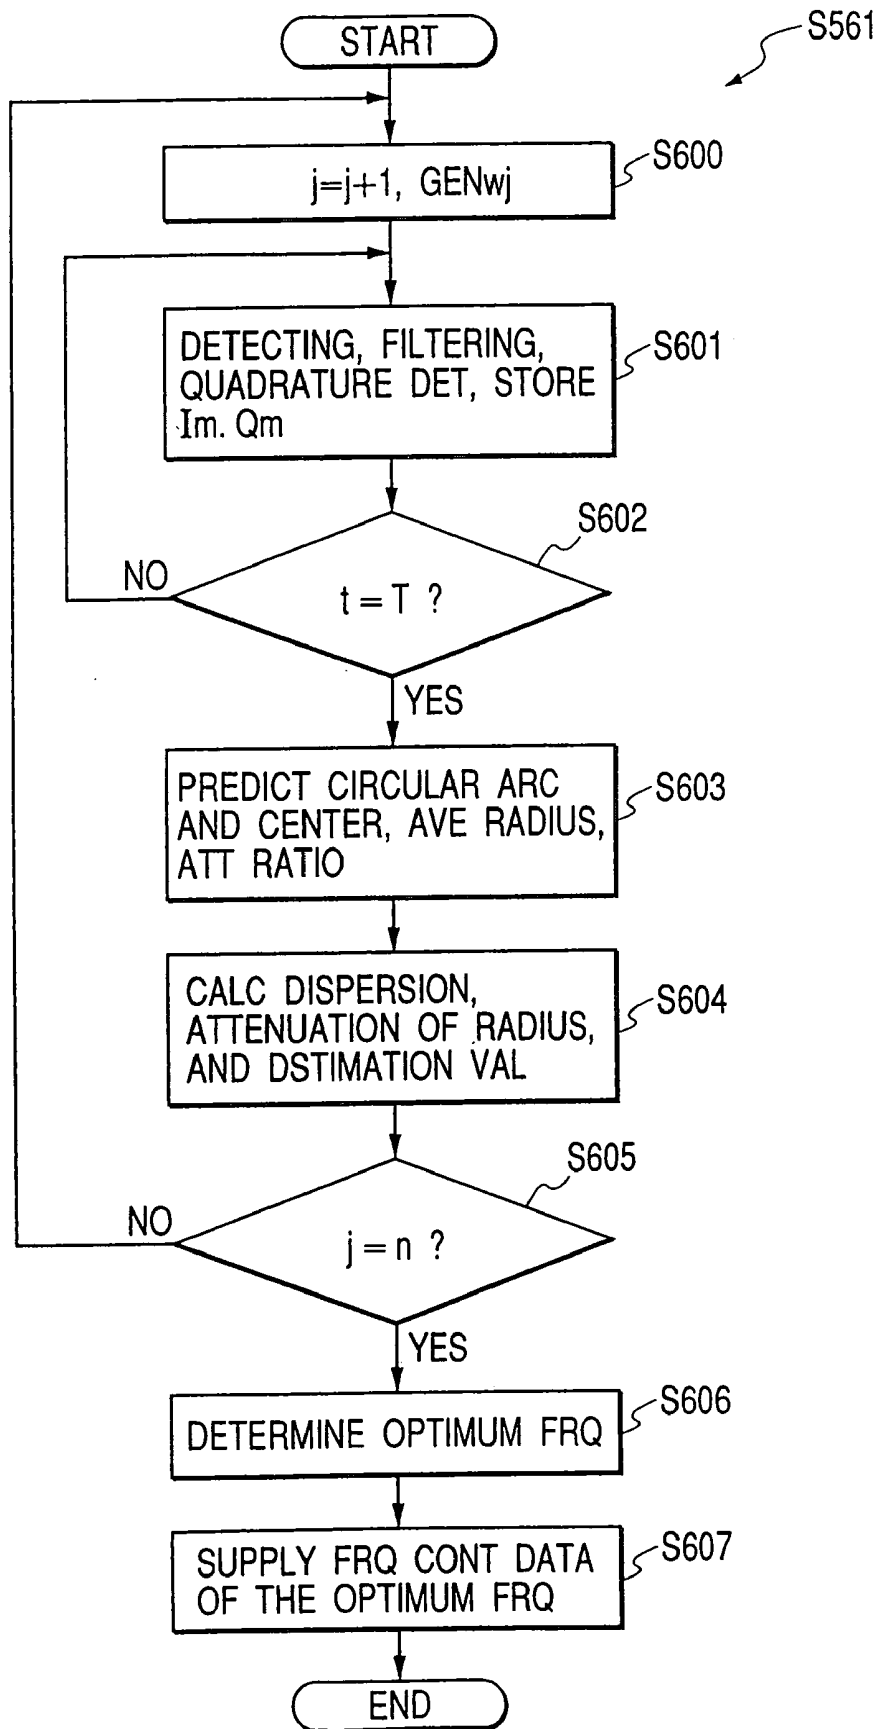 START
S561
j=j+1, GENwj
S600
DETECTING, FILTERING,
QUADRATURE DET, STORE
Im. Qm
S601
S602
t = T ?
NO
YES
PREDICT CIRCULAR ARC
AND CENTER, AVE RADIUS,
ATT RATIO
S603
CALC DISPERSION,
ATTENUATION OF RADIUS,
AND DSTIMATION VAL
S604
S605
j = n ?
NO
YES
DETERMINE OPTIMUM FRQ
S606
SUPPLY FRQ CONT DATA
OF THE OPTIMUM FRQ
S607
END